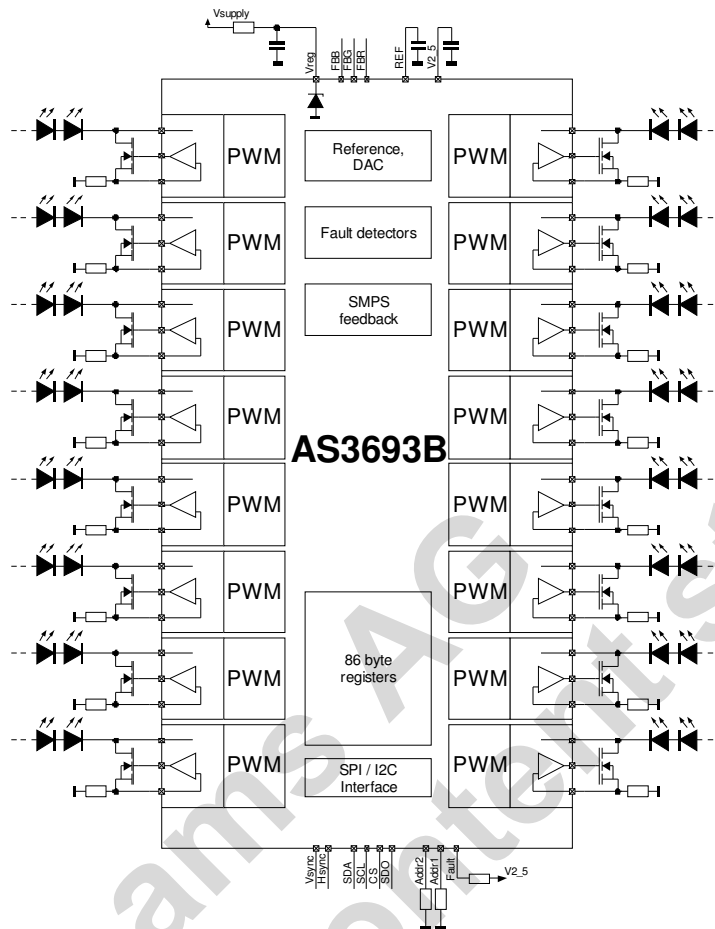 Vsupply
Vreg
FBB
FBG
FBR
REF
V2_5
PWM
Reference,
DAC
PWM
PWM
Fault detectors
PWM
PWM
SMPS
feedback
PWM
PWM
PWM
AS3693B
PWM
PWM
PWM
PWM
PWM
86 byte
registers
PWM
PWM
SPI / I2C
Interface
PWM
Vsync
Hsync
SDA
SCL
CS
SDO
Addr2
Addr1
Fault
V2_5
ams AG